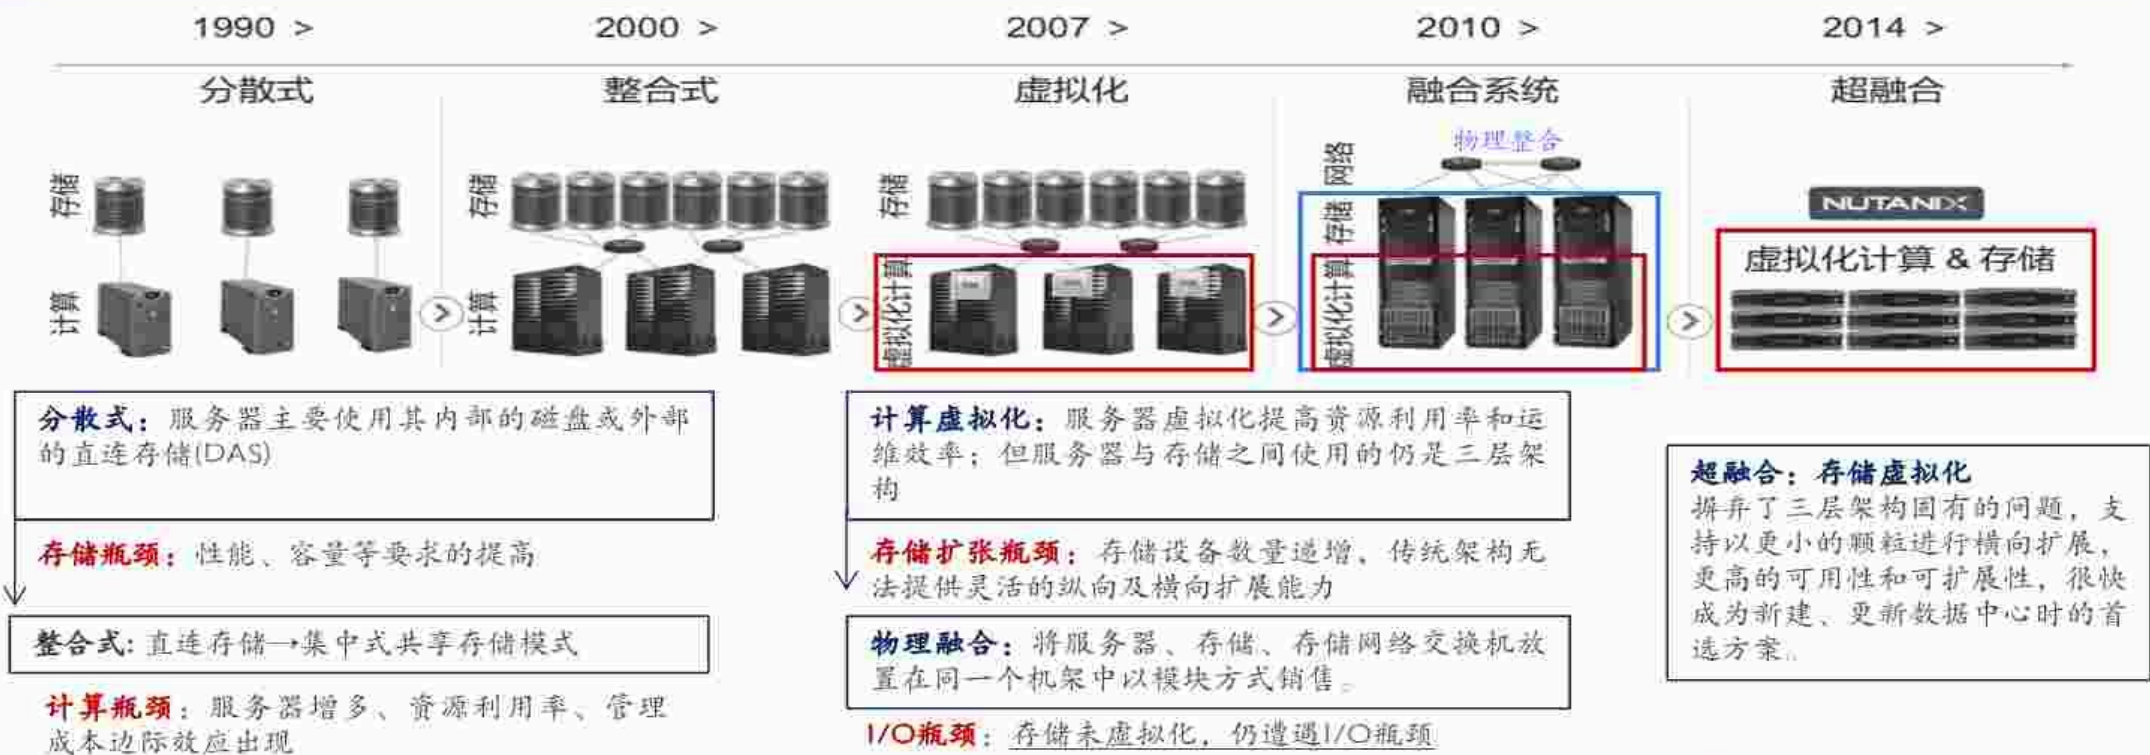 1990 >
2000 >
2007 >
2010 >
2014 >
分散式
整合式
虚拟化
融合系统
超融合
存储
计算
存储
计算
存储
虚拟化计算
物理整合
网络
存储
虚拟化计算
NUTANIX
虚拟化计算 & 存储
分散式：服务器主要使用其内部的磁盘或外部
的直连存储(DAS)
存储瓶颈：性能、容量等要求的提高
整合式: 直连存储→集中式共享存储模式
计算瓶颈：服务器增多、资源利用率、管理
成本边际效应出现
计算虚拟化：服务器虚拟化提高资源利用率和运
维效率；但服务器与存储之间使用的仍是三层架
构
存储扩张瓶颈：存储设备数量递增，传统架构无
法提供灵活的纵向及横向扩展能力
物理融合：将服务器、存储、存储网络交换机放
置在同一个机架中以模块方式销售。
I/O瓶颈：存储未虚拟化，仍遭遇I/O瓶颈
超融合：存储虚拟化
摒弃了三层架构固有的问题，支
持以更小的颗粒进行横向扩展，
更高的可用性和可扩展性，很快
成为新建、更新数据中心时的首
选方案。